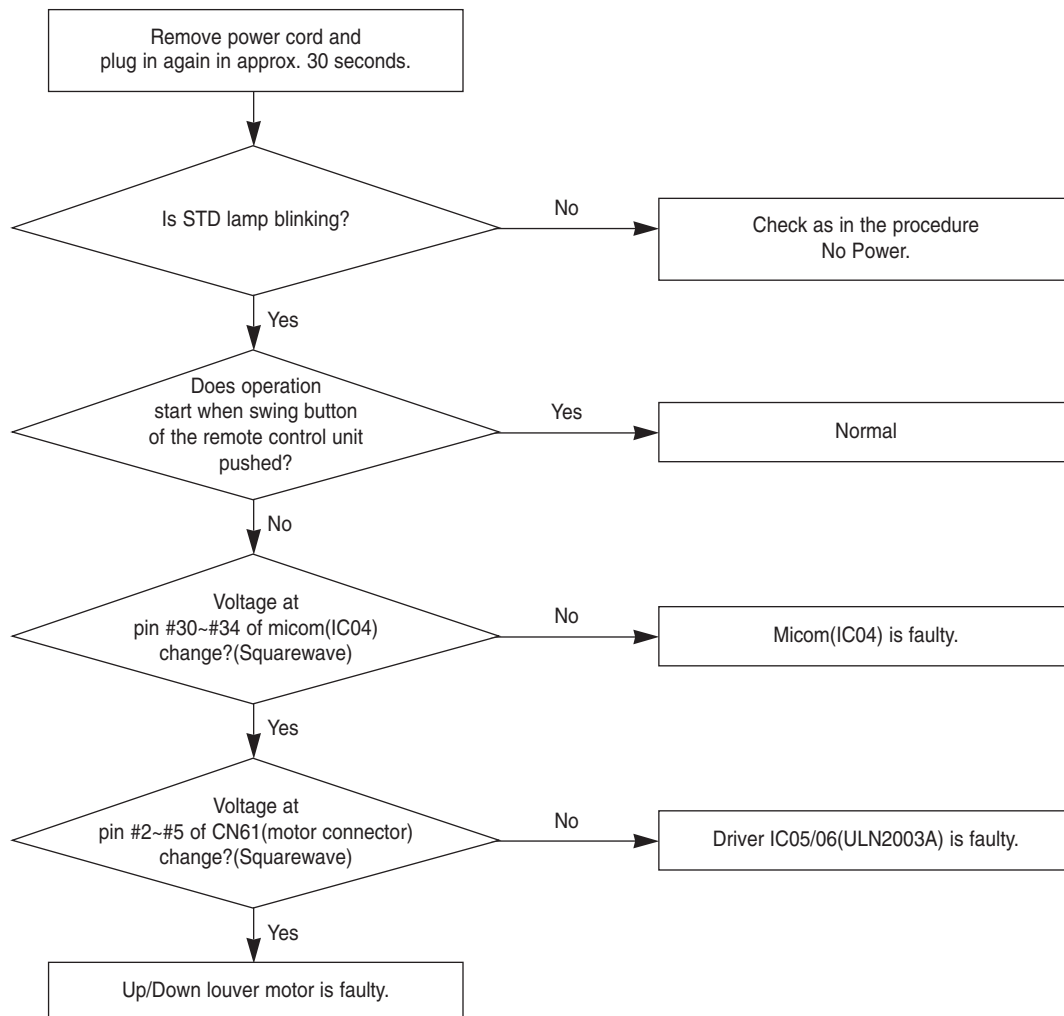 Remove power cord and
plug in again in approx. 30 seconds.
Is STD lamp blinking?
No
Check as in the procedure
No Power.
Yes
Does operation
start when swing button
of the remote control unit
pushed?
Yes
Normal
No
Voltage at
pin #30~#34 of micom(IC04)
change?(Squarewave)
No
Micom(IC04) is faulty.
Yes
Voltage at
pin #2~#5 of CN61(motor connector)
change?(Squarewave)
No
Driver IC05/06(ULN2003A) is faulty.
Yes
Up/Down louver motor is faulty.